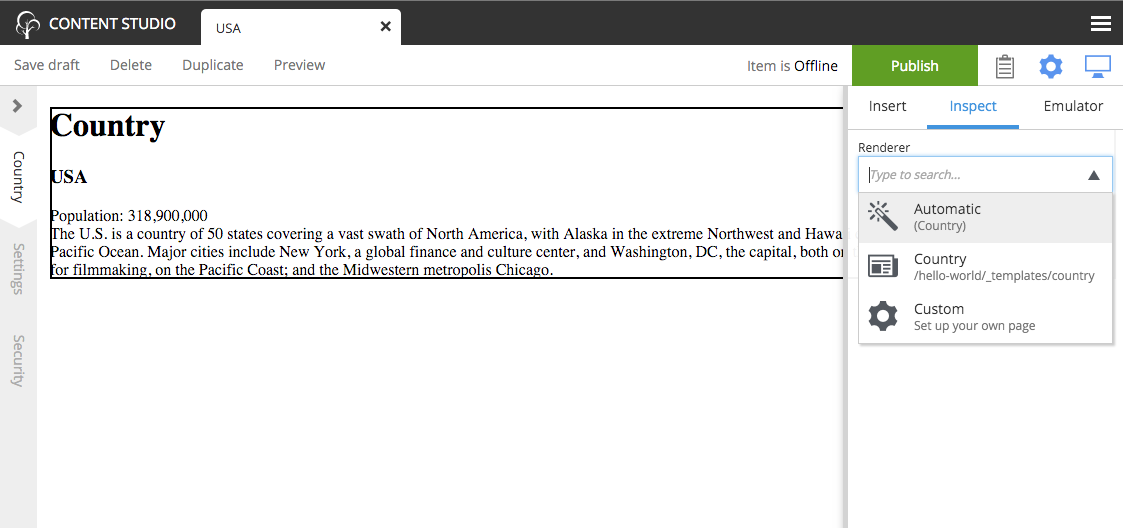 CONTENT STUDIO
USA
Save draft
Delete
Duplicate
Preview
Item is Offline
Publish
Country
Settings
Security
Country
USA
Population: 318,900,000
The U.S. is a country of 50 states covering a vast swath of North America, with Alaska in the extreme Northwest and
Pacific Ocean. Major cities include New York, a global finance and culture center, and Washington, DC, the capital, both
for filmmaking, on the Pacific Coast; and the Midwestern metropolis Chicago.
Insert
Inspect
Emulator
Renderer
Type to search...
Automatic
(Country)
Country
/hello-world/_templates/country
Custom
Set up your own page